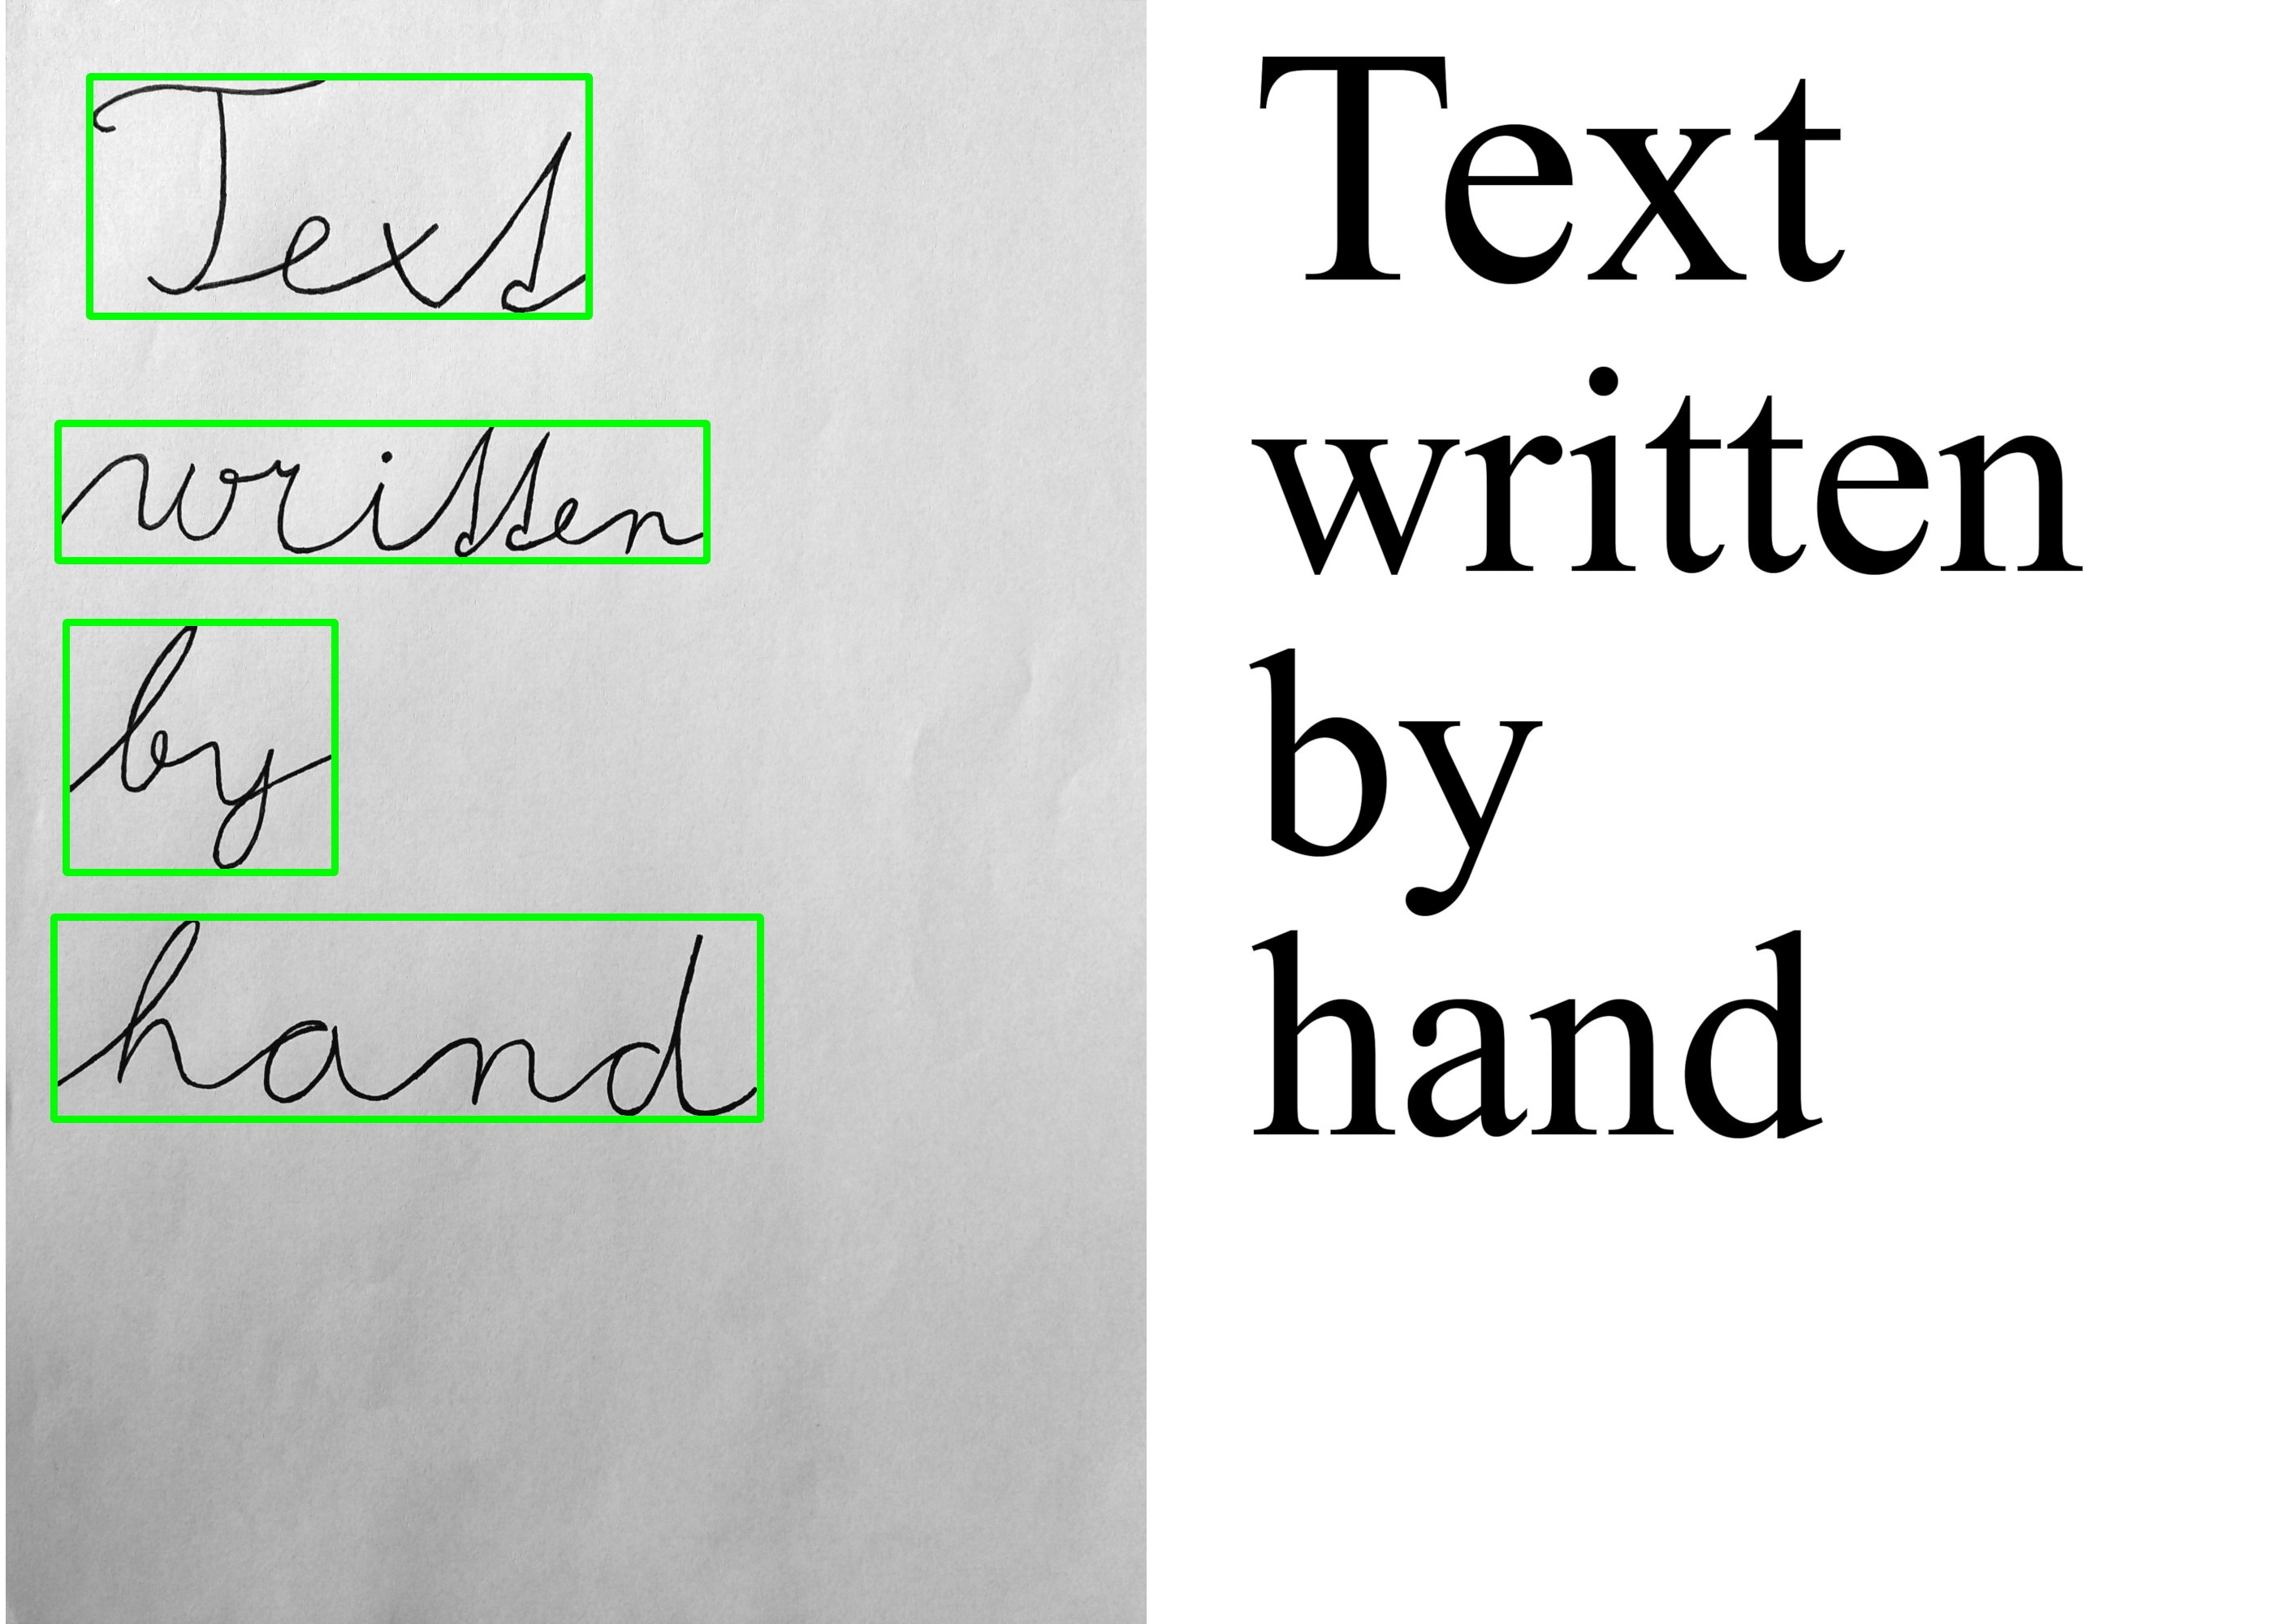 Text
written
by
hand
Text
written
by
hand